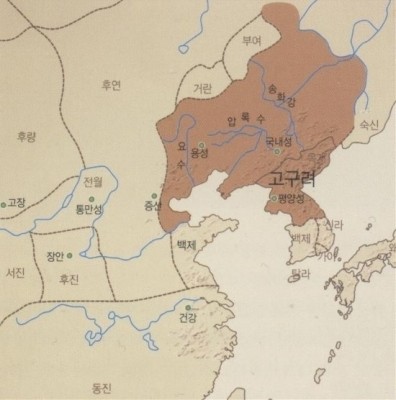 부여
후연
거란
송화강
압록수
후량
요수
숙신
용성
국내성
전월
고구려
고장
통만성
중산
평양성
신라
백제
백제
가야
장안
후진
서진
탐라
왜
건강
동진